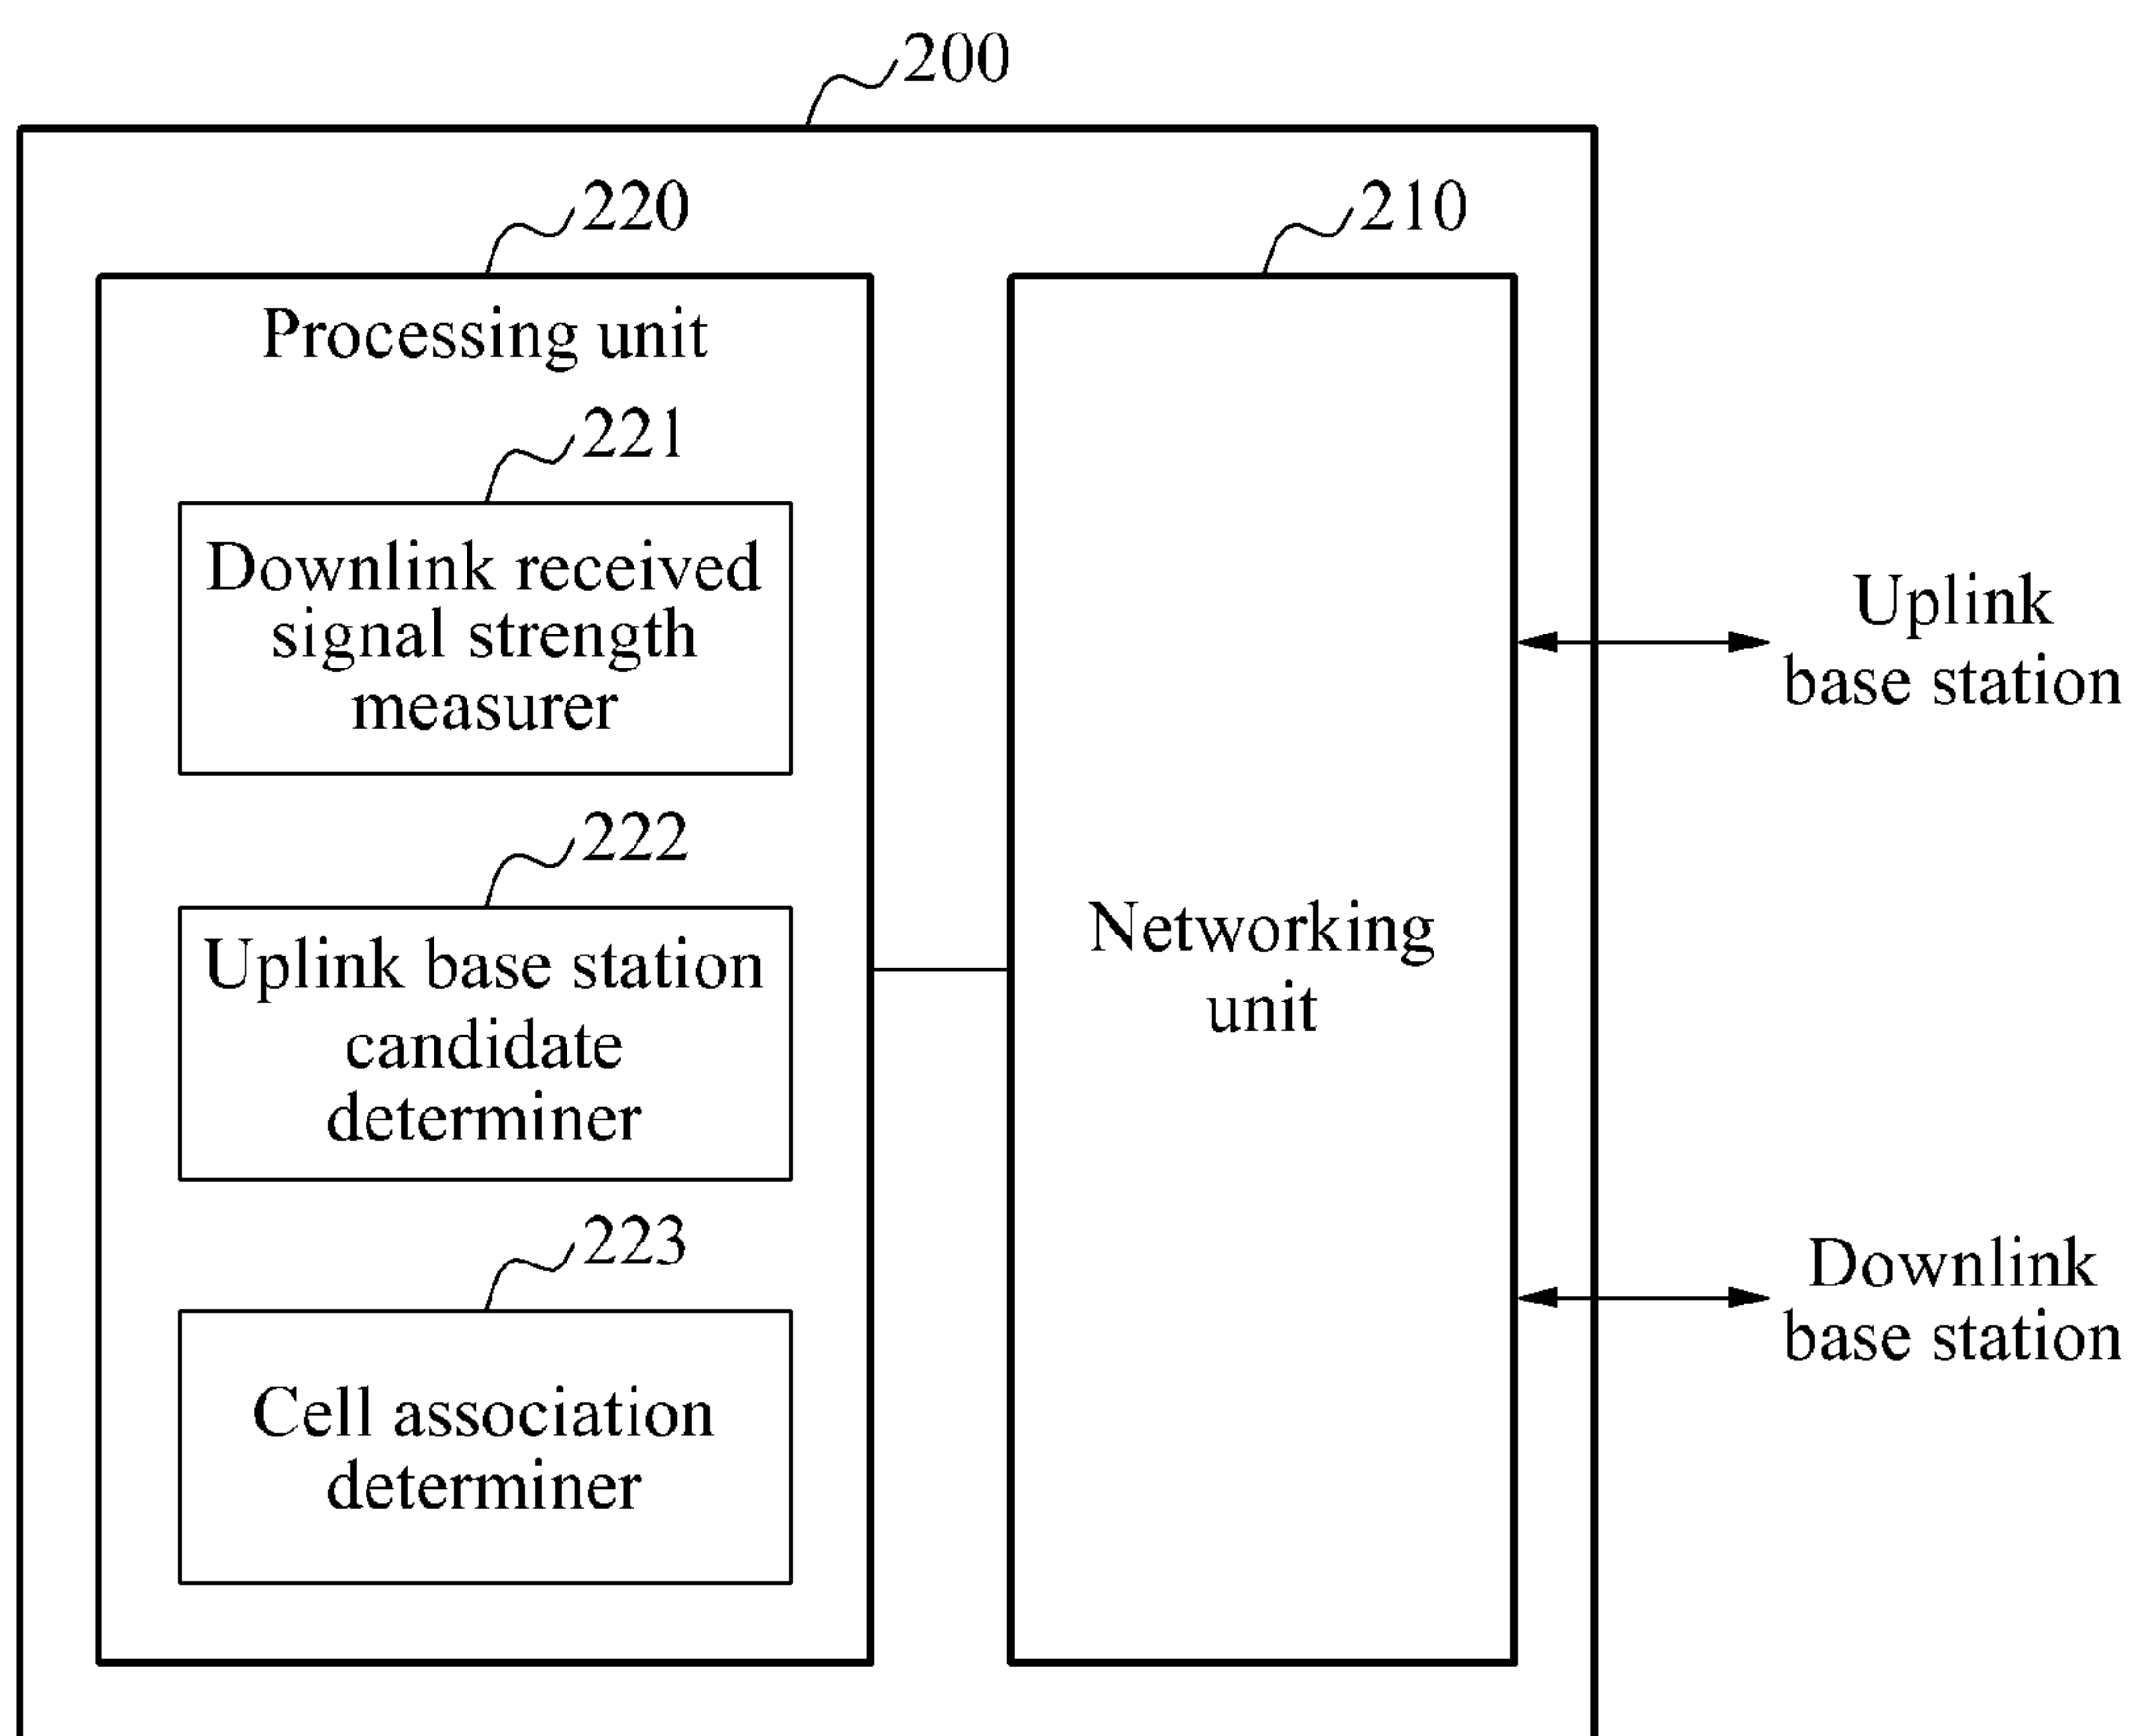 200
220
210
Processing unit
221
Downlink received
signal strength
measurer
222
Uplink base station
candidate
determiner
223
Cell association
determiner
Networking
unit
Uplink
base station
Downlink
base station